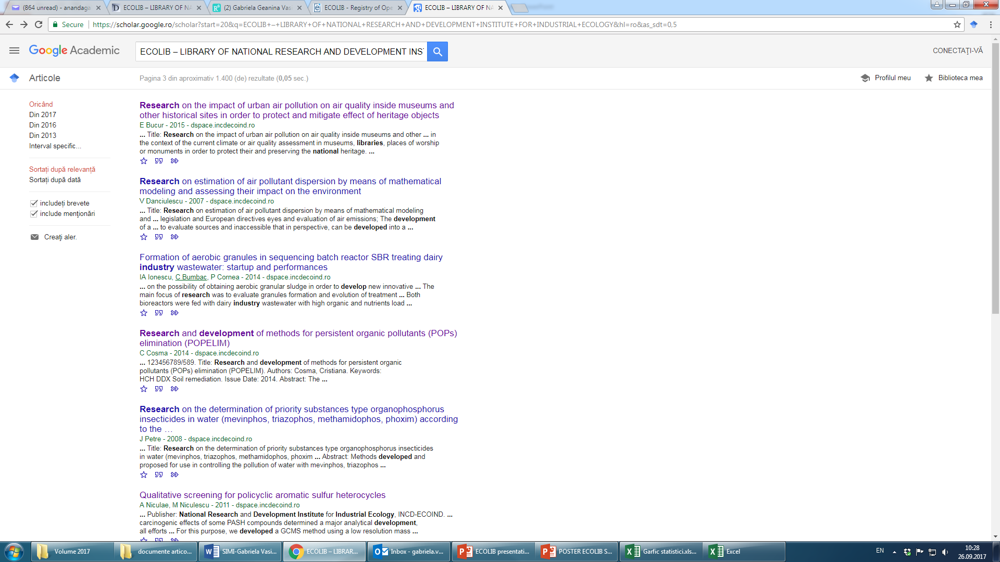 (864 unread) - anandaga
ECOLIB – LIBRARY OF NA
(2) Gabriela Geanina Vas
ECOLIB - Registry of Ope
ECOLIB – LIBRARY OF NA
Secure
https://scholar.google.ro/scholar?start=20&q=ECOLIB+–+LIBRARY+OF+NATIONAL+RESEARCH+AND+DEVELOPMENT+INSTITUTE+FOR+INDUSTRIAL+ECOLOGY&hl=ro&as_sdt=0,5
Google Academic
ECOLIB – LIBRARY OF NATIONAL RESEARCH AND DEVELOPMENT INST
CONECTAŢI-VĂ
Articole
Pagina 3 din aproximativ 1.400 (de) rezultate (0,05 sec.)
Profilul meu
Biblioteca mea
Oricând
Din 2017
Din 2016
Din 2013
Interval specific...
Sortați după relevanță
Sortați după dată
includeți brevete
include menţionări
Creaţi aler.
Research on the impact of urban air pollution on air quality inside museums and
other historical sites in order to protect and mitigate effect of heritage objects
E Bucur - 2015 - dspace.incdecoind.ro
... Title: Research on the impact of urban air pollution on air quality inside museums and other ... in
the context of the current climate or air quality assessment in museums, libraries, places of worship
or monuments in order to protect their and preserving the national heritage. ...
Research on estimation of air pollutant dispersion by means of mathematical
modeling and assessing their impact on the environment
V Danciulescu - 2007 - dspace.incdecoind.ro
... Title: Research on estimation of air pollutant dispersion by means of mathematical modeling
and ... legislation and European directives eyes and evaluation of air emissions; The development
of a ... to evaluate sources and inaccessible that in perspective, can be developed into a ...
Formation of aerobic granules in sequencing batch reactor SBR treating dairy
industry wastewater: startup and performances
IA Ionescu, C Bumbac, P Cornea - 2014 - dspace.incdecoind.ro
... on the possibility of obtaining aerobic granular sludge in order to develop new innovative ... The
main focus of research was to evaluate granules formation and evolution of treatment ... Both
bioreactors were fed with dairy industry wastewater with high organic and nutrients load ...
Research and development of methods for persistent organic pollutants (POPs)
elimination (POPELIM)
C Cosma - 2014 - dspace.incdecoind.ro
... 123456789/589. Title: Research and development of methods for persistent organic
pollutants (POPs) elimination (POPELIM). Authors: Cosma, Cristiana. Keywords:
HCH DDX Soil remediation. Issue Date: 2014. Abstract: The ...
Research on the determination of priority substances type organophosphorus
insecticides in water (mevinphos, triazophos, methamidophos, phoxim) according
to the …
J Petre - 2008 - dspace.incdecoind.ro
... Title: Research on the determination of priority substances type organophosphorus insecticides
in water (mevinphos, triazophos, methamidophos, phoxim ... Abstract: Methods developed and
proposed for use in controlling the pollution of water with mevinphos, triazophos ...
Qualitative screening for policyclic aromatic sulfur heterocycles
A Niculae, M Niculescu - 2011 - dspace.incdecoind.ro
... Publisher: National Research and Development Institute for Industrial Ecology, INCD-ECOIND. ...
carcinogenic effects of some PASH compounds determined a major analytical development,
all efforts ... For this purpose, we developed a GCMS method using a low resolution mass ...
Volume 2017
documente artico...
SIMI-Gabriela Vasi...
ECOLIB – LIBRAR...
Inbox - gabriela.v...
ECOLIB presentati...
POSTER ECOLIB S...
Garfic statistici.xls...
Excel
EN
10:28
26.09.2017